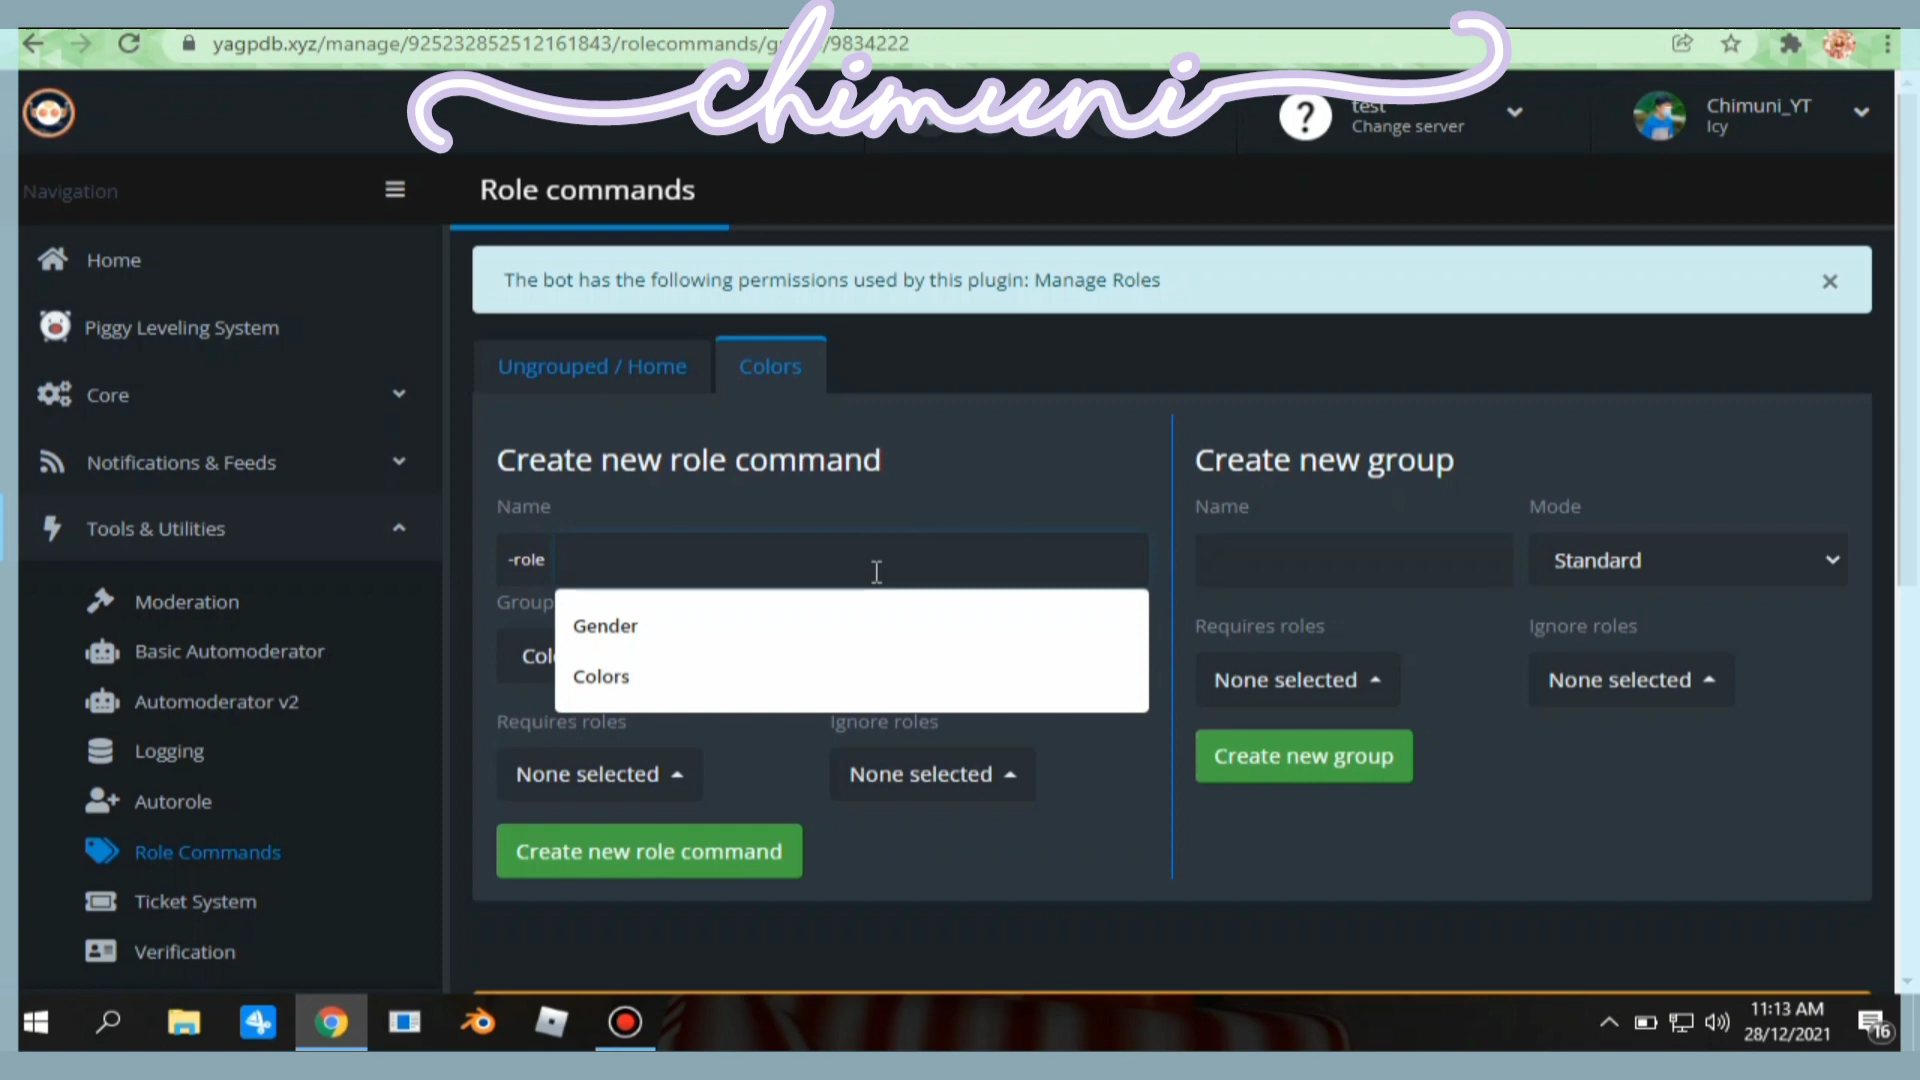 chimuni
yagpdb.xyz/manage/925232852512161843/rolecommands/g /9834222
test
Change server
Chimuni_YT
Icy
Navigation
Role commands
Home
Piggy Leveling System
Core
Notifications & Feeds
Tools & Utilities
Moderation
Basic Automoderator
Automoderator v2
Logging
Autorole
Role Commands
Ticket System
Verification
The bot has the following permissions used by this plugin: Manage Roles
×
Ungrouped / Home
Colors
Create new role command
Name
-role
Group
Gender
Colors
Col
Requires roles
Ignore roles
None selected
None selected
Create new role command
Create new group
Name
Mode
Standard
Requires roles
Ignore roles
None selected
None selected
Create new group
11:13 AM
28/12/2021
16